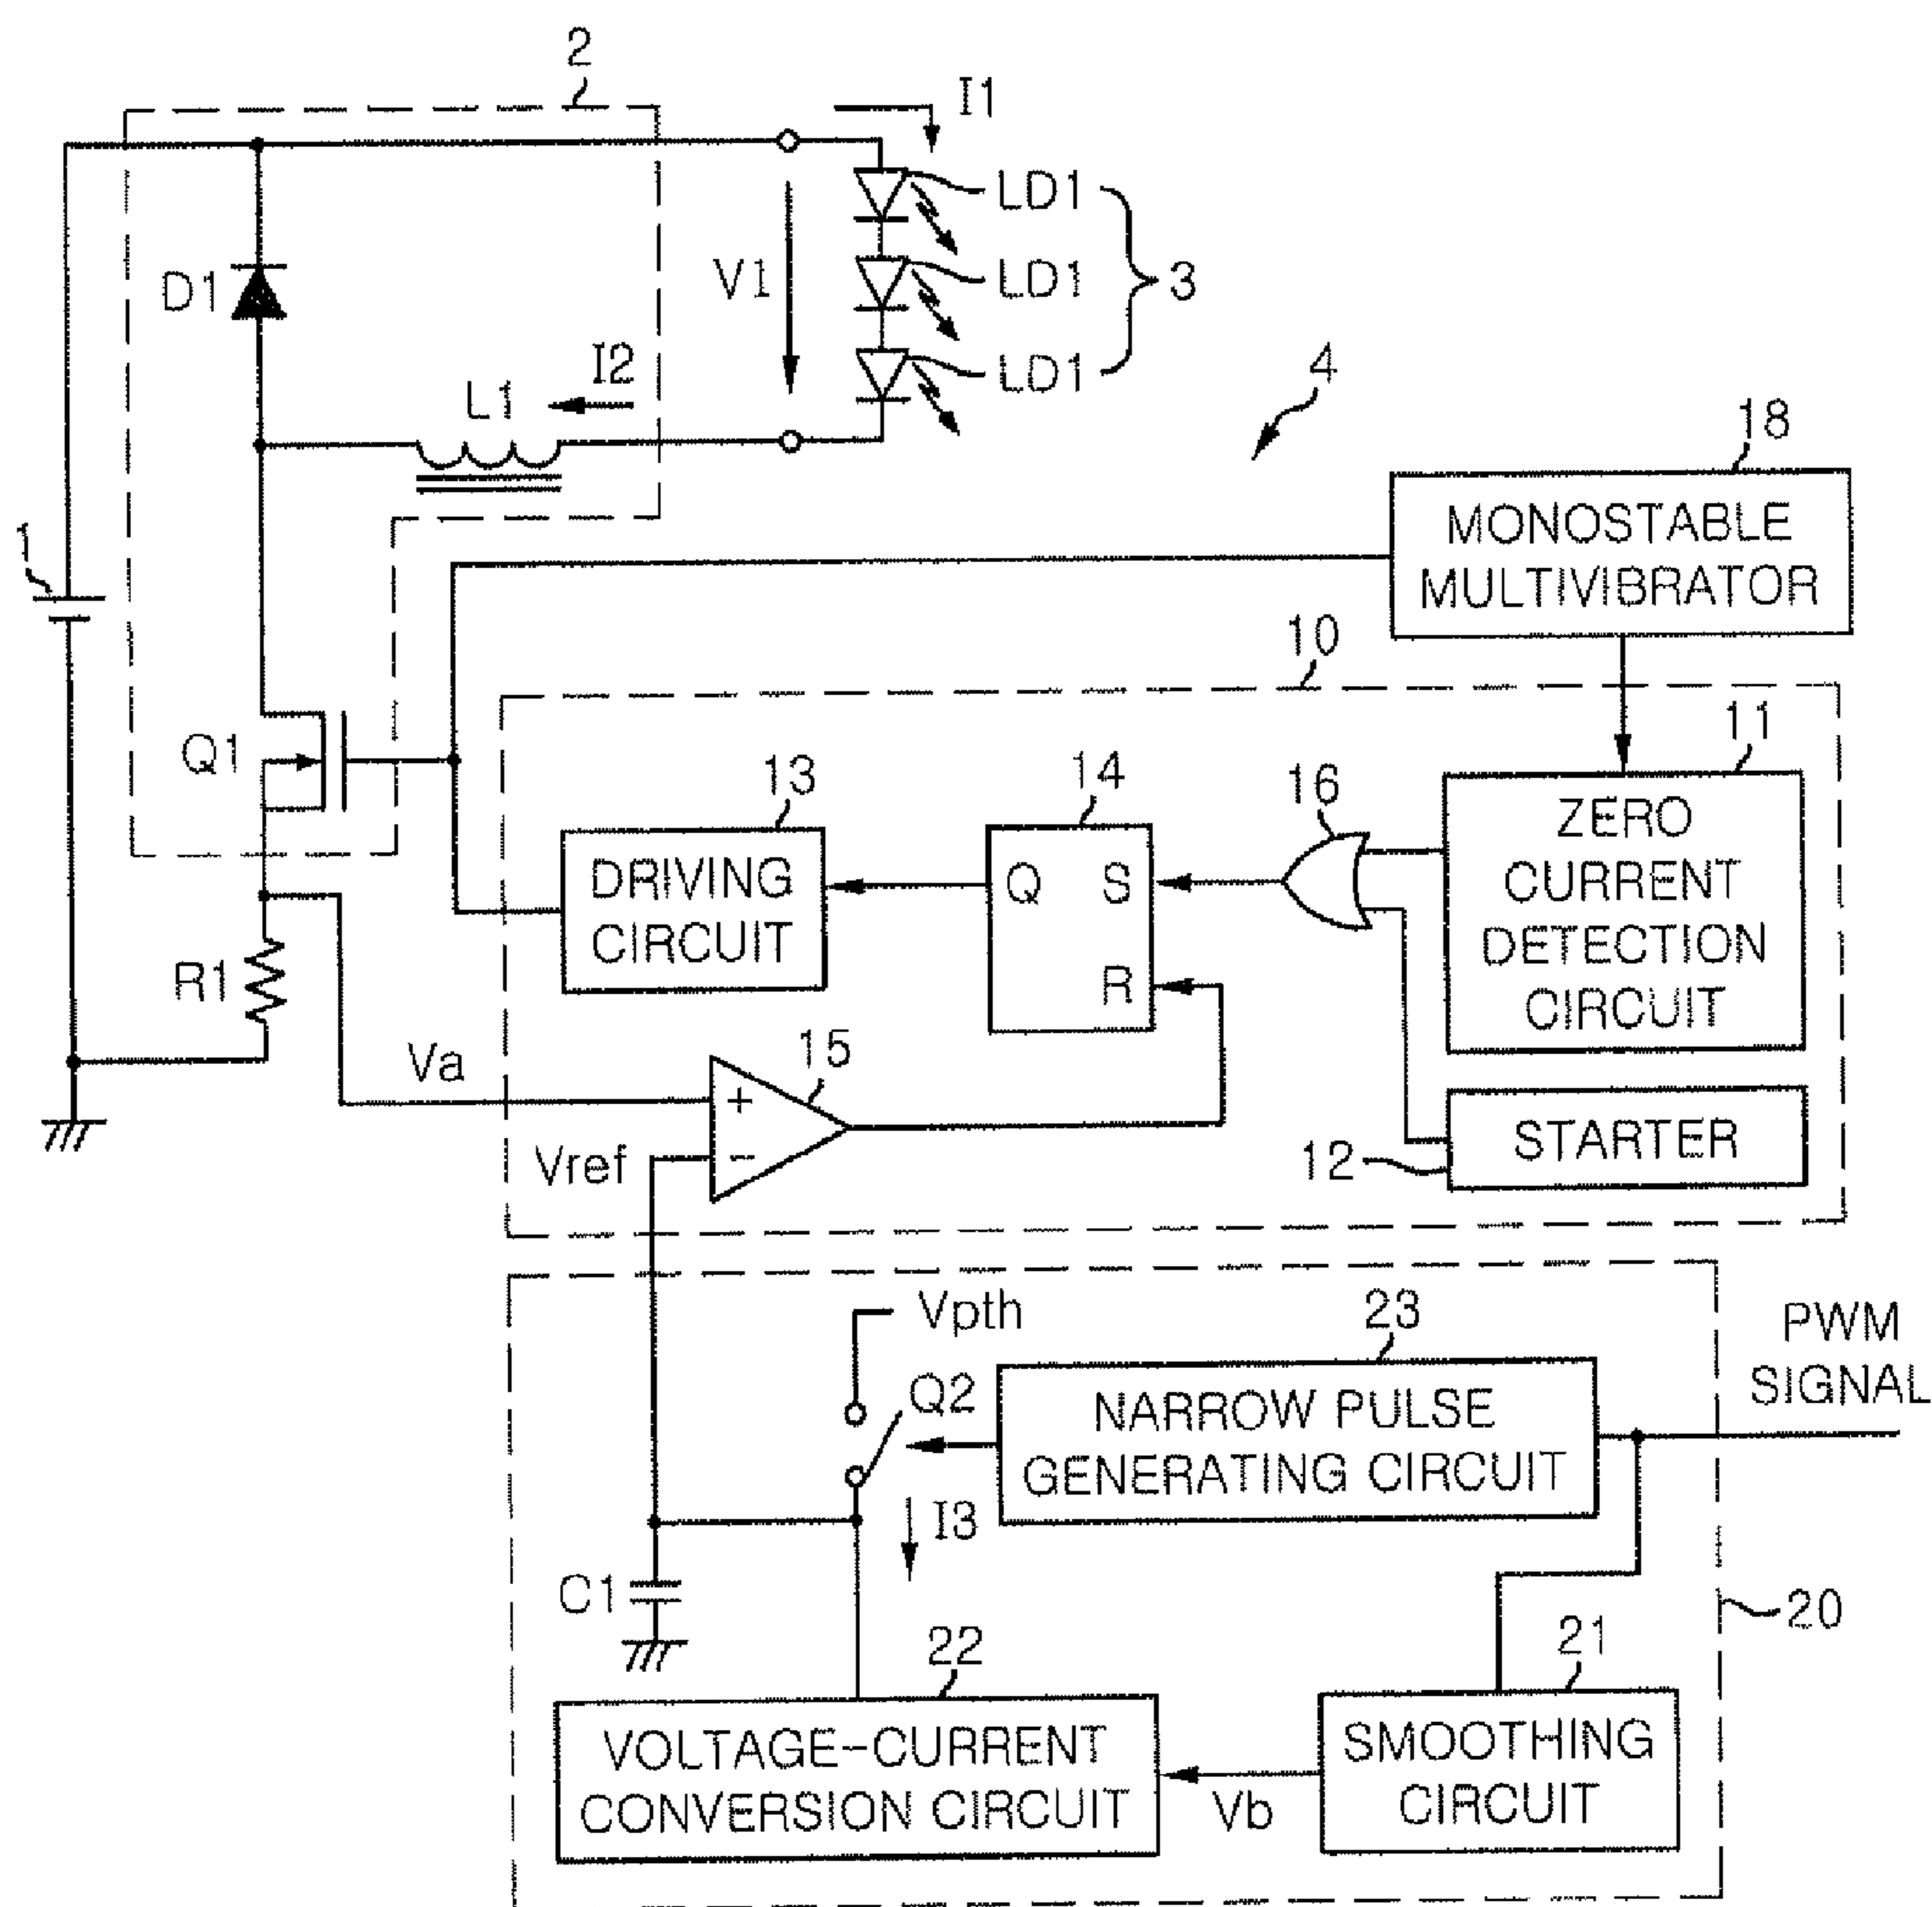 2
I1
LD1
LD1
3
V1
D1
I2
LD1
L1
4
18
1
MONOSTABLE
MULTIVIBRATOR
10
11
Q1
13
14
16
ZERO
CURRENT
DETECTION
CIRCUIT
DRIVING
CIRCUIT
Q
S
R
R1
15
Va
+
−
Vref
STARTER
12
Vpth
23
PWM
SIGNAL
Q2
NARROW PULSE
GENERATING CIRCUIT
I3
C1
20
22
21
VOLTAGE-CURRENT
CONVERSION CIRCUIT
SMOOTHING
CIRCUIT
Vb